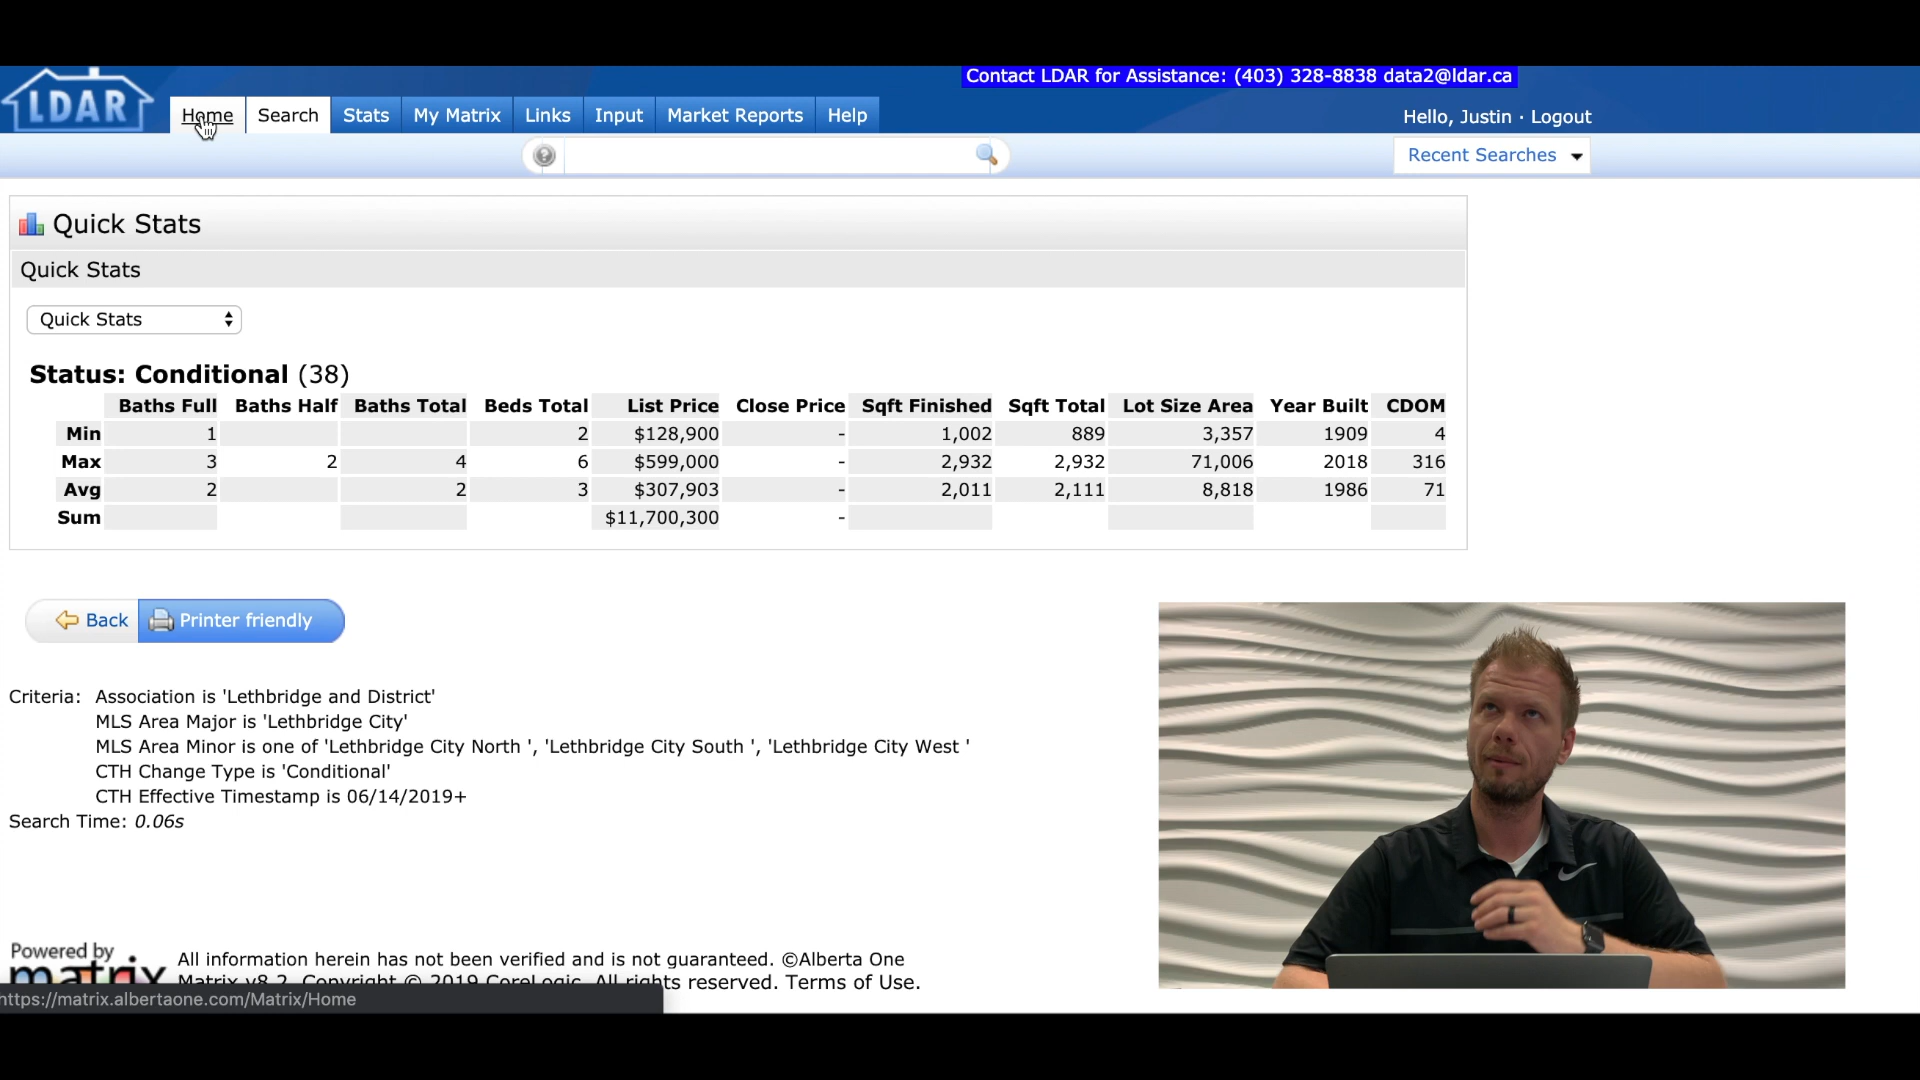 Contact LDAR for Assistance: (403) 328-8838 data2@ldar.ca
LDAR
Home Search Stats My Matrix Links Input Market Reports Help
Hello, Justin · Logout
?
Recent Searches
Quick Stats
Quick Stats
Quick Stats
Status: Conditional (38)
Baths Full Baths Half Baths Total Beds Total List Price Close Price Sqft Finished Sqft Total Lot Size Area Year Built CDOM
Min 1 2 $128,900 - 1,002 889 3,357 1909 4
Max 3 2 4 6 $599,000 - 2,932 2,932 71,006 2018 316
Avg 2 2 3 $307,903 - 2,011 2,111 8,818 1986 71
Sum $11,700,300 -
Back Printer friendly
Criteria: Association is 'Lethbridge and District'
MLS Area Major is 'Lethbridge City'
MLS Area Minor is one of 'Lethbridge City North ', 'Lethbridge City South ', 'Lethbridge City West '
CTH Change Type is 'Conditional'
CTH Effective Timestamp is 06/14/2019+
Search Time: 0.06s
Powered by
matrix
All information herein has not been verified and is not guaranteed. ©Alberta One
Matrix v8.2. Copyright © 2019 CoreLogic. All rights reserved. Terms of Use.
https://matrix.albertaone.com/Matrix/Home